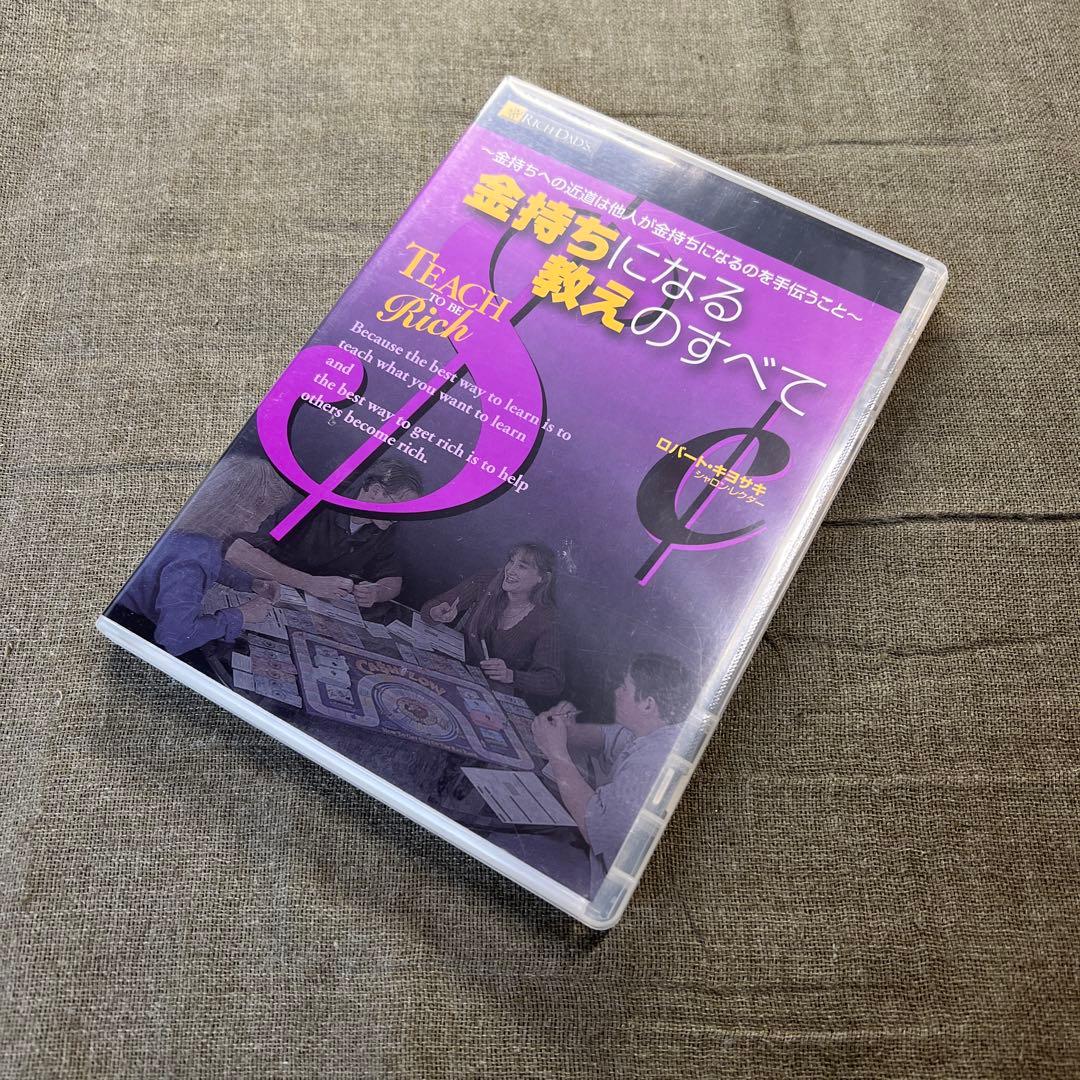 RICH DAD'S
～金持ちへの近道は他人が金持ちになるのを手伝うこと～
金持ちになる
教えのすべて
TEACH
TO BE
Rich
Because the best way to learn is to
teach what you want to learn
and
the best way to get rich is to help
others become rich.
ロバート・キヨサキ
シャロン・レクター
CASHFLOW